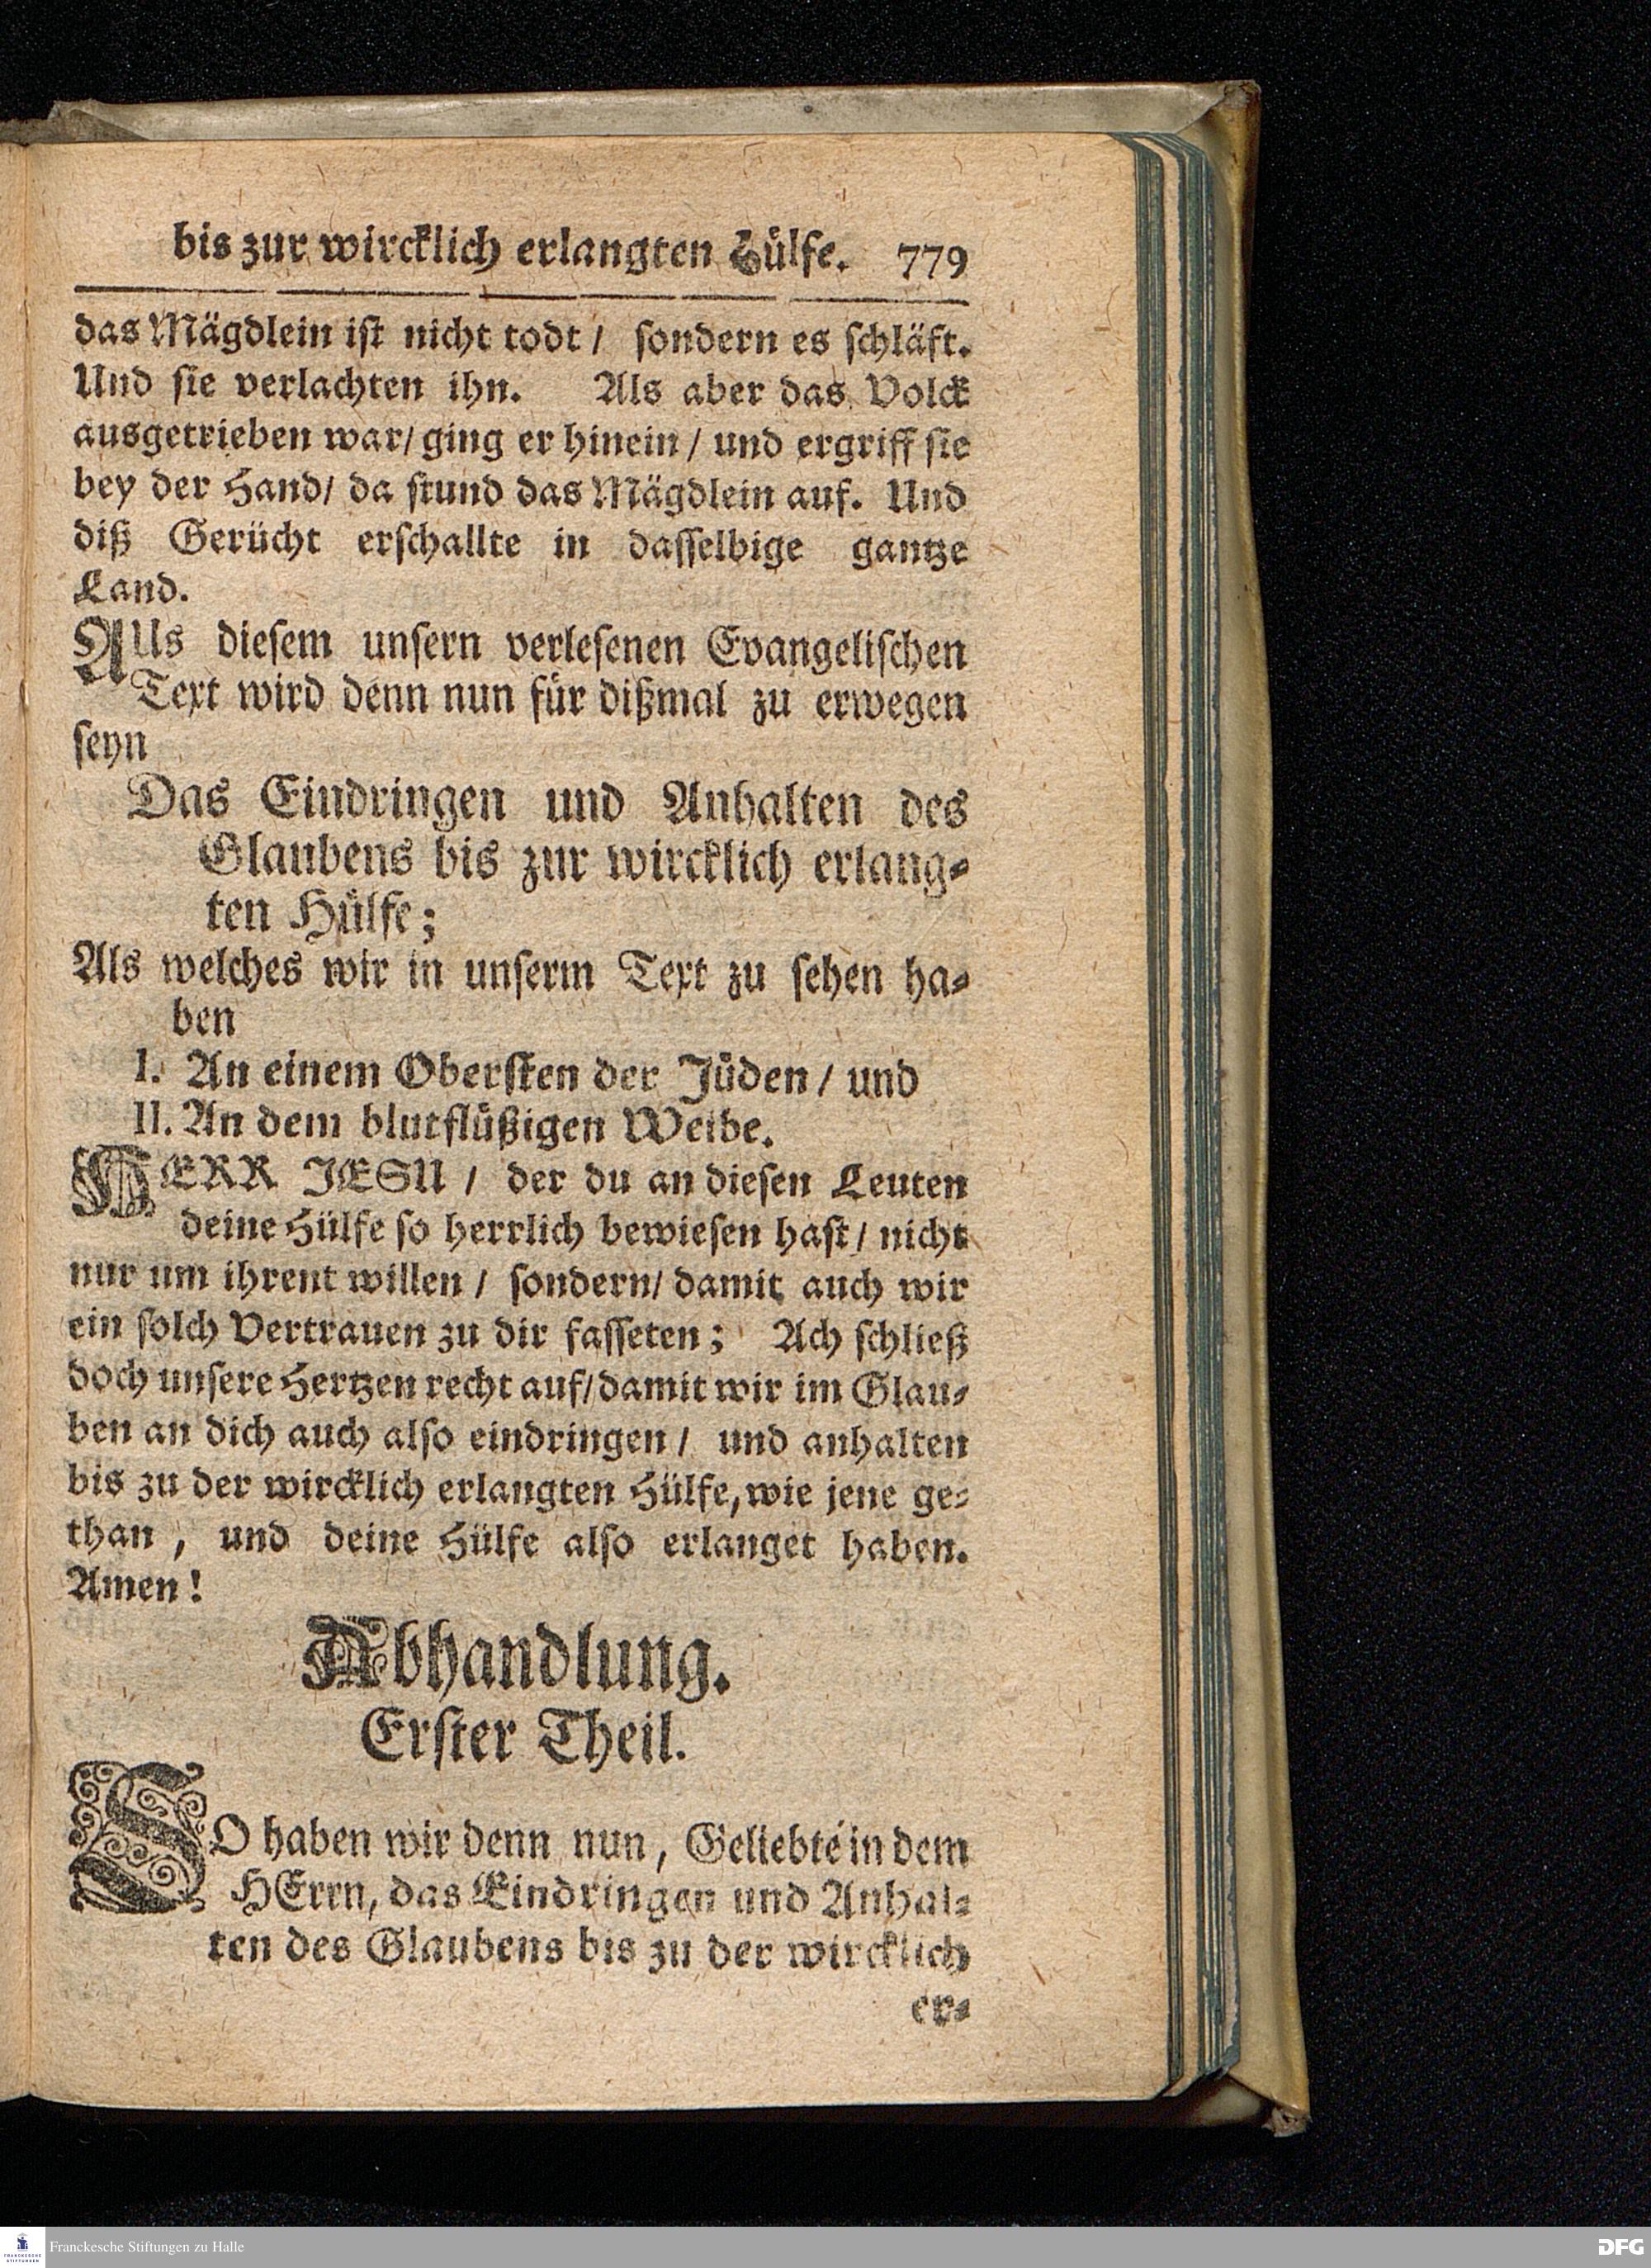 bis zur wircklich erlangten Hülfe. 779
das Mägdlein ist nicht todt / sondern es schläft.
Und sie verlachten ihn. Als aber das Volck
ausgetrieben war / ging er hinein / und ergriff sie
bey der Hand / da stund das Mägdlein auf. Und
diß Gerücht erschallte in dasselbige gantze
Land.
AUs diesem unsern verlesenen Evangelischen
Text wird denn nun für dißmal zu erwegen
seyn
Das Eindringen und Anhalten des
Glaubens bis zur wircklich erlang-
ten Hülfe;
Als welches wir in unserm Text zu sehen ha-
ben
I. An einem Obersten der Jüden / und
II. An dem blutflüßigen Weibe.
HERR JESU / der du an diesen Leuten
deine Hülfe so herrlich bewiesen hast / nicht
nur um ihrent willen / sondern / damit auch wir
ein solch Vertrauen zu dir fasseten; Ach schließ
doch unsere Hertzen recht auf / damit wir im Glau-
ben an dich auch also eindringen / und anhalten
bis zu der wircklich erlangten Hülfe, wie jene ge-
than, und deine Hülfe also erlanget haben.
Amen!
Abhandlung.
Erster Theil.
SO haben wir denn nun, Geliebte in dem
HErrn, das Eindringen und Anhal-
ten des Glaubens bis zu der wircklich
er-
Franckesche Stiftungen zu Halle
FRANCKESCHE
STIFTUNGEN
DFG